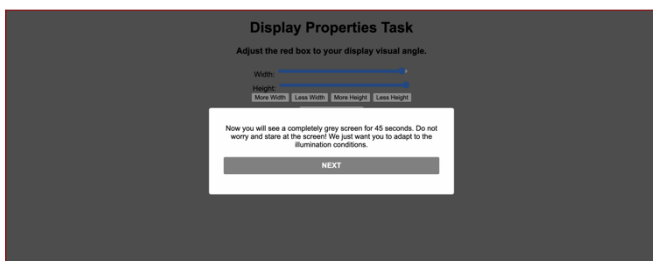 Display Properties Task
Adjust the red box to your display visual angle.
Width:
Height:
More Width Less Width More Height Less Height
Now you will see a completely grey screen for 45 seconds. Do not
worry and stare at the screen! We just want you to adapt to the
illumination conditions.
NEXT